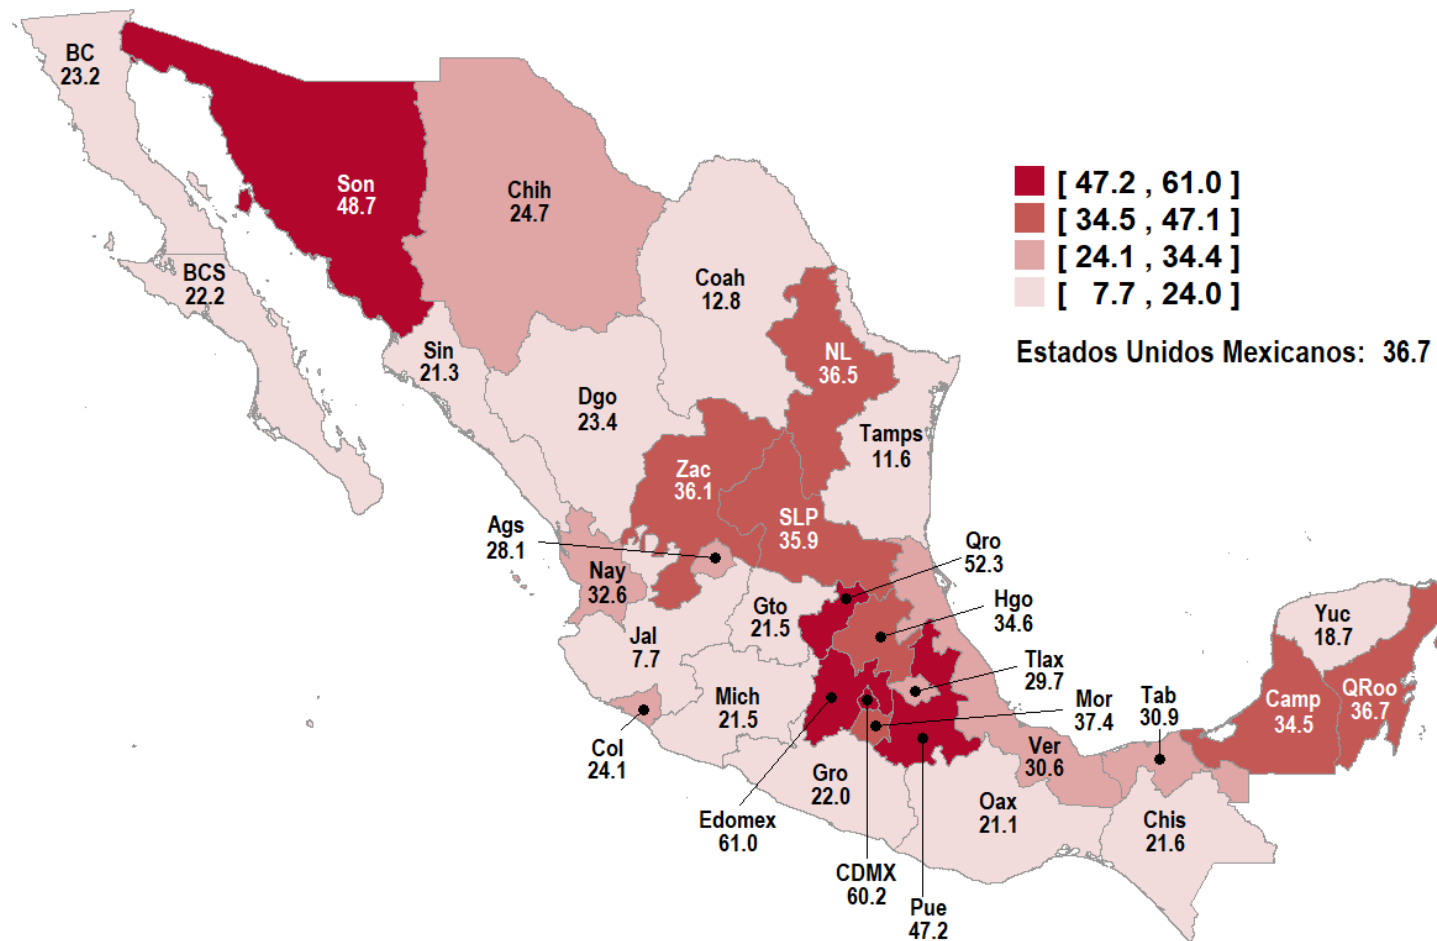 BC
23.2
Son
48.7
Chih
24.7
BCS
22.2
Coah
12.8
Sin
21.3
NL
36.5
Dgo
23.4
Tamps
11.6
Zac
36.1
SLP
35.9
Ags
28.1
Nay
32.6
Gto
21.5
Jal
7.7
Mich
21.5
Col
24.1
Gro
22.0
Edomex
61.0
CDMX
60.2
Pue
47.2
Oax
21.1
Qro
52.3
Hgo
34.6
Tlax
29.7
Mor
37.4
Tab
30.9
Ver
30.6
Chis
21.6
Camp
34.5
QRoo
36.7
Yuc
18.7
[ 47.2 , 61.0 ]
[ 34.5 , 47.1 ]
[ 24.1 , 34.4 ]
[ 7.7 , 24.0 ]
Estados Unidos Mexicanos: 36.7